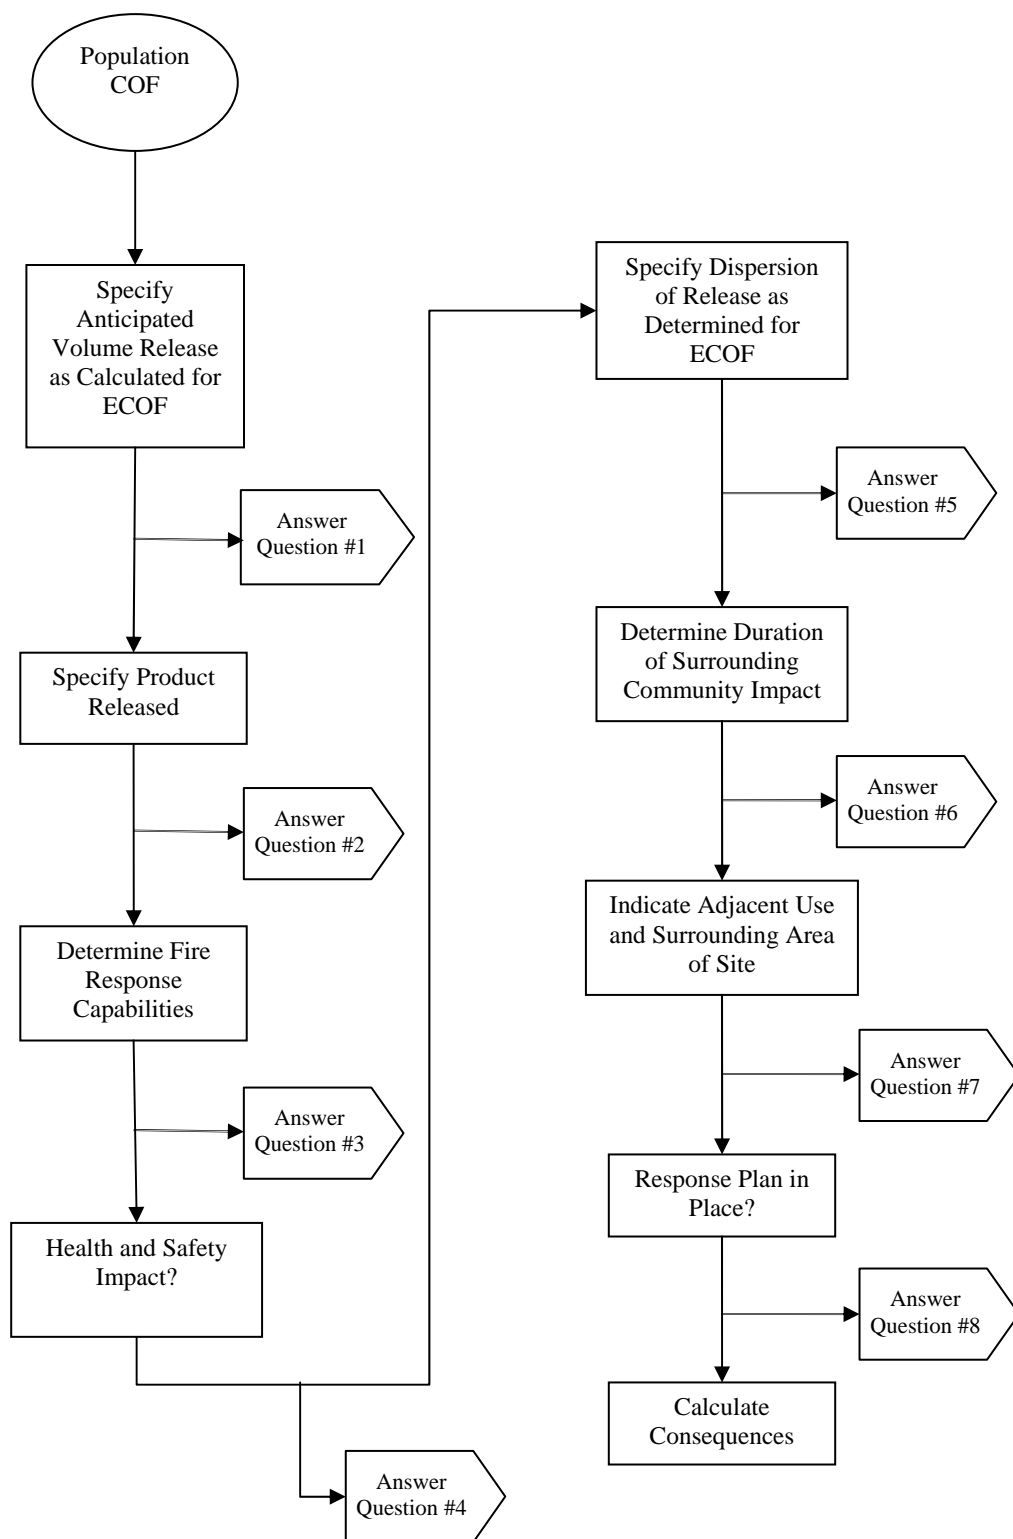 Population
COF
Specify
Anticipated
Volume Release
as Calculated for
ECOF
Answer
Question #1
Specify Product
Released
Answer
Question #2
Determine Fire
Response
Capabilities
Answer
Question #3
Health and Safety
Impact?
Answer
Question #4
Specify Dispersion
of Release as
Determined for
ECOF
Answer
Question #5
Determine Duration
of Surrounding
Community Impact
Answer
Question #6
Indicate Adjacent Use
and Surrounding Area
of Site
Answer
Question #7
Response Plan in
Place?
Answer
Question #8
Calculate
Consequences